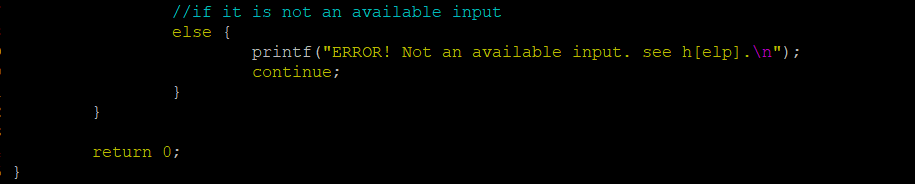 //if it is not an available input
else {
printf("ERROR! Not an available input. see h[elp].\n");
continue;
}
}
return 0;
}